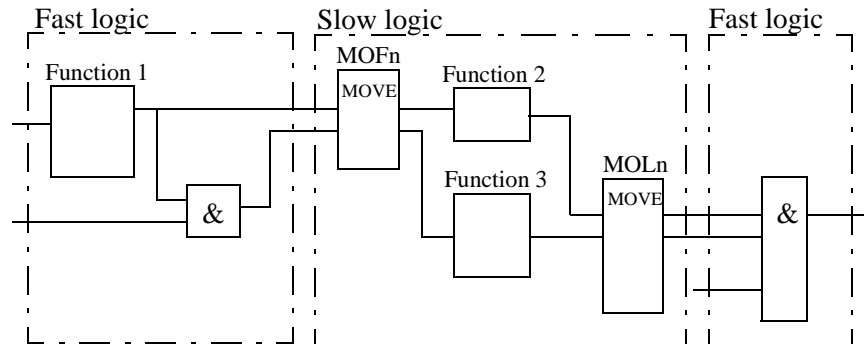 Fast logic
Slow logic
Fast logic
Function 1
MOFn
MOVE
Function 2
&
Function 3
MOLn
MOVE
&